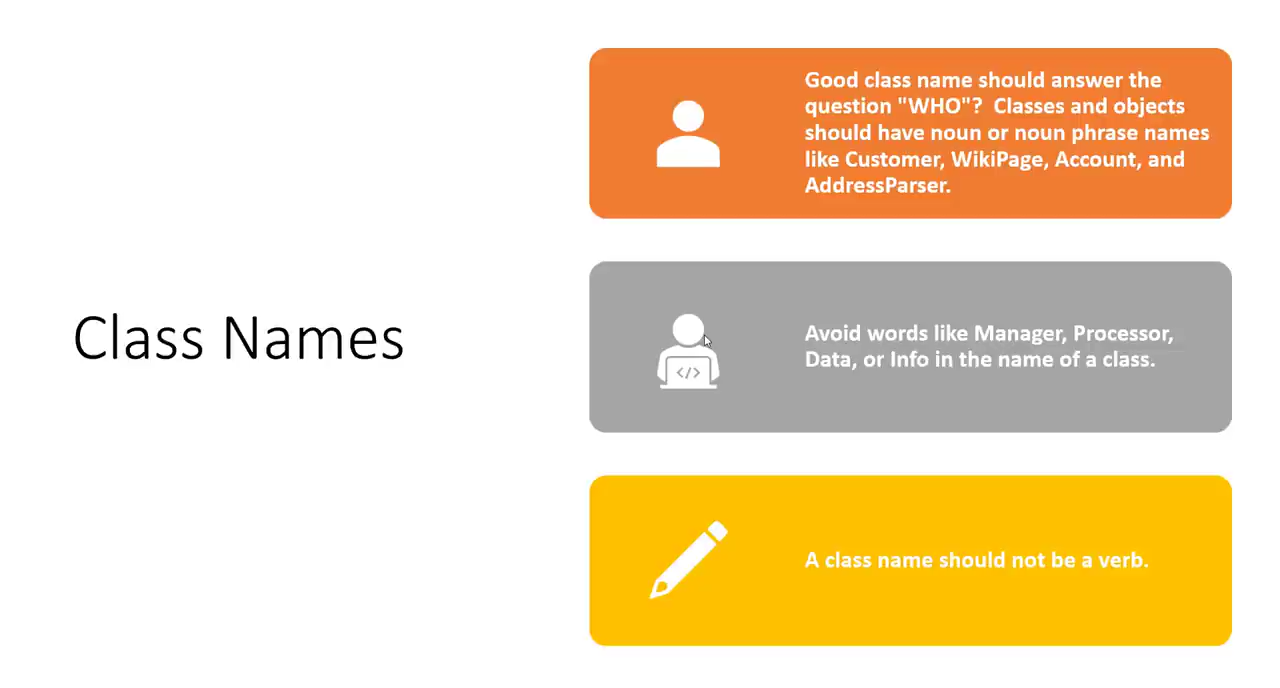 Class Names
Good class name should answer the
question "WHO"?  Classes and objects
should have noun or noun phrase names
like Customer, WikiPage, Account, and
AddressParser.
</>
Avoid words like Manager, Processor,
Data, or Info in the name of a class.
A class name should not be a verb.